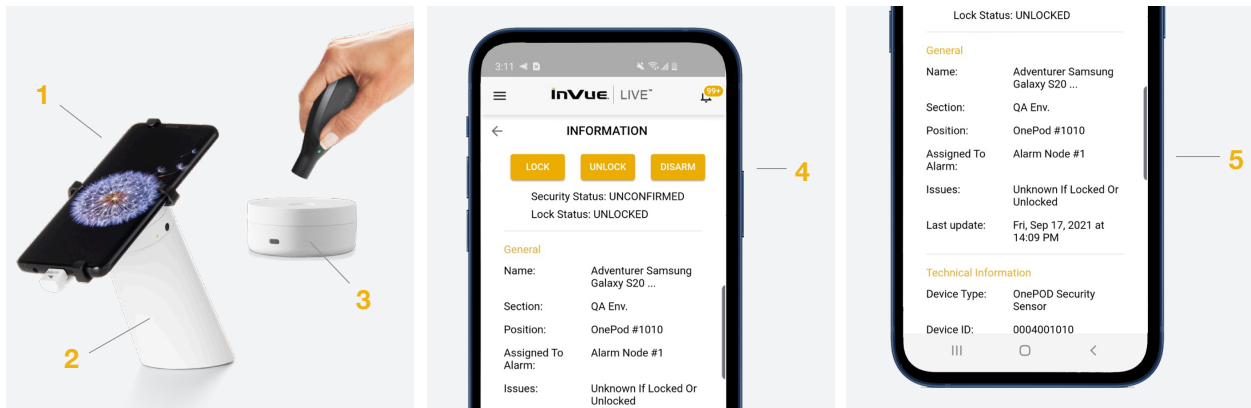 1
2
3
3:11
inVue LIVE™
99+
INFORMATION
LOCK UNLOCK DISARM
Security Status: UNCONFIRMED
Lock Status: UNLOCKED
General
Name: Adventurer Samsung
Galaxy S20 ...
Section: QA Env.
Position: OnePod #1010
Assigned To Alarm Node #1
Alarm:
Issues: Unknown If Locked Or
Unlocked
4
Lock Status: UNLOCKED
General
Name: Adventurer Samsung
Galaxy S20 ...
Section: QA Env.
Position: OnePod #1010
Assigned To Alarm Node #1
Alarm:
Issues: Unknown If Locked Or
Unlocked
Last update: Fri, Sep 17, 2021 at
14:09 PM
Technical Information
Device Type: OnePOD Security
Sensor
Device ID: 0004001010
5